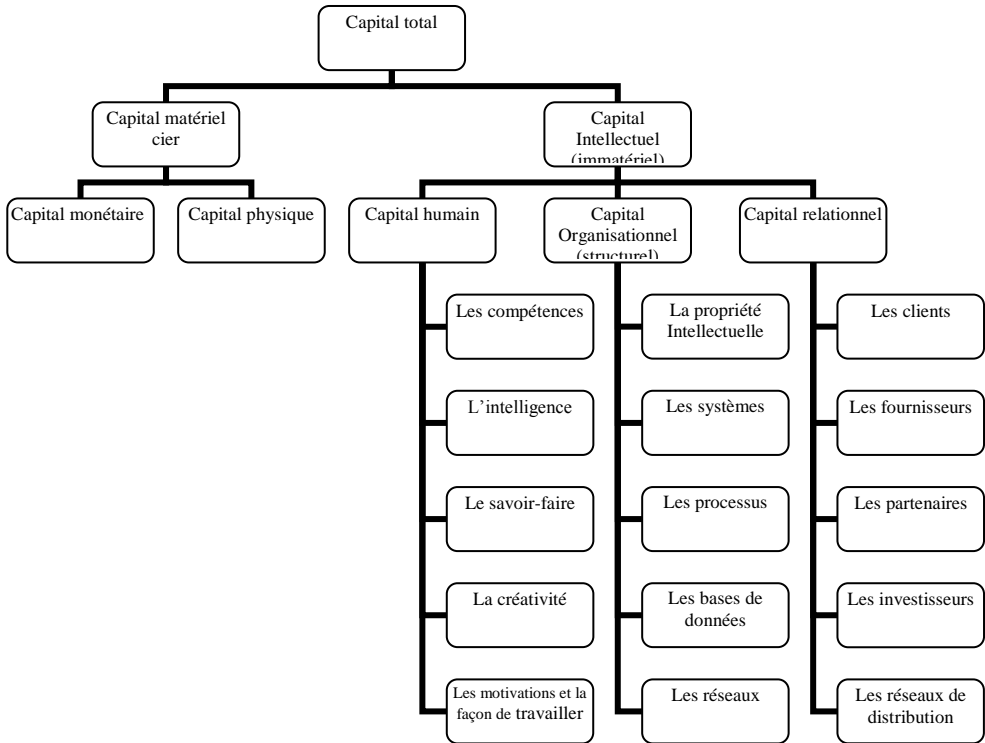 Capital total
Capital matériel
cier
Capital
Intellectuel
(immatériel)
Capital monétaire
Capital physique
Capital humain
Capital
Organisationnel
(structurel)
Capital relationnel
Les compétences
La propriété
Intellectuelle
Les clients
L'intelligence
Les systèmes
Les fournisseurs
Le savoir-faire
Les processus
Les partenaires
La créativité
Les bases de
données
Les investisseurs
Les motivations et la
façon de travailler
Les réseaux
Les réseaux de
distribution